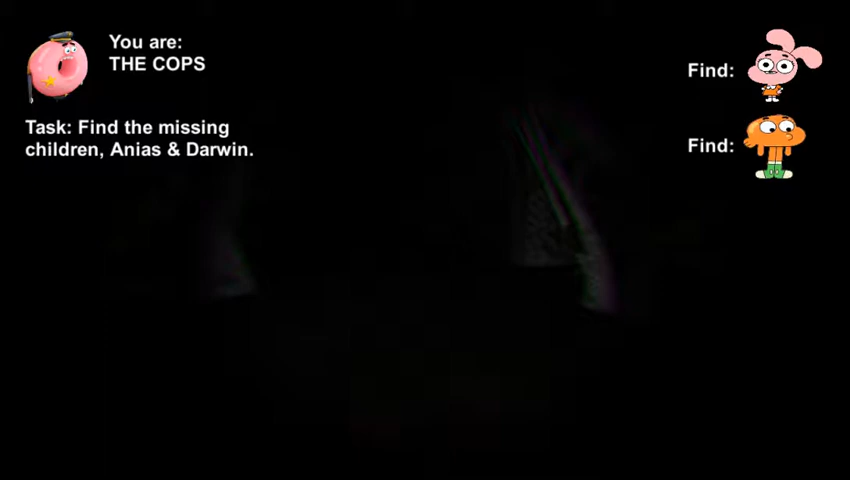 You are:
THE COPS
Task: Find the missing
children, Anias & Darwin.
Find:
Find: